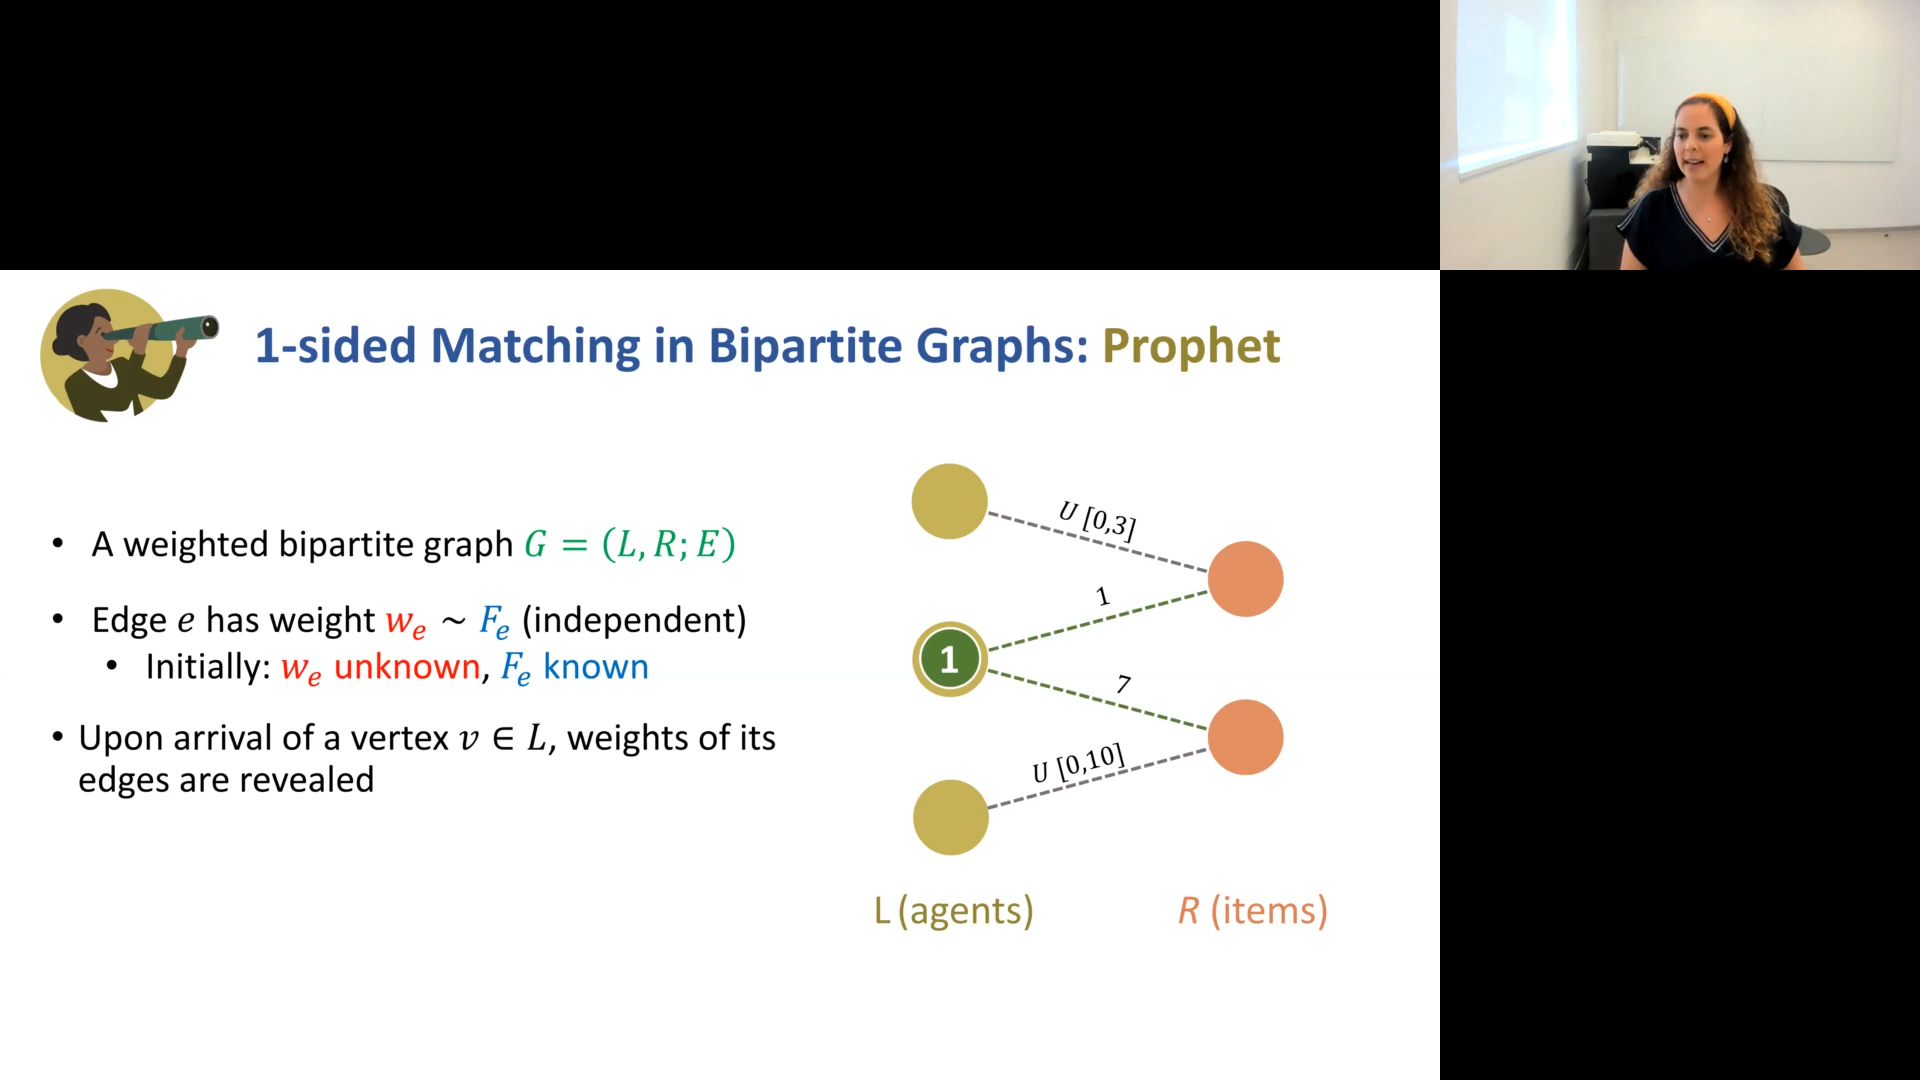 1-sided Matching in Bipartite Graphs: Prophet
• A weighted bipartite graph G = (L, R; E)
• Edge e has weight w_e ~ F_e (independent)
• Initially: w_e unknown, F_e known
• Upon arrival of a vertex v ∈ L, weights of its
edges are revealed
U [0,3]
1
1
7
U [0,10]
L (agents)
R (items)